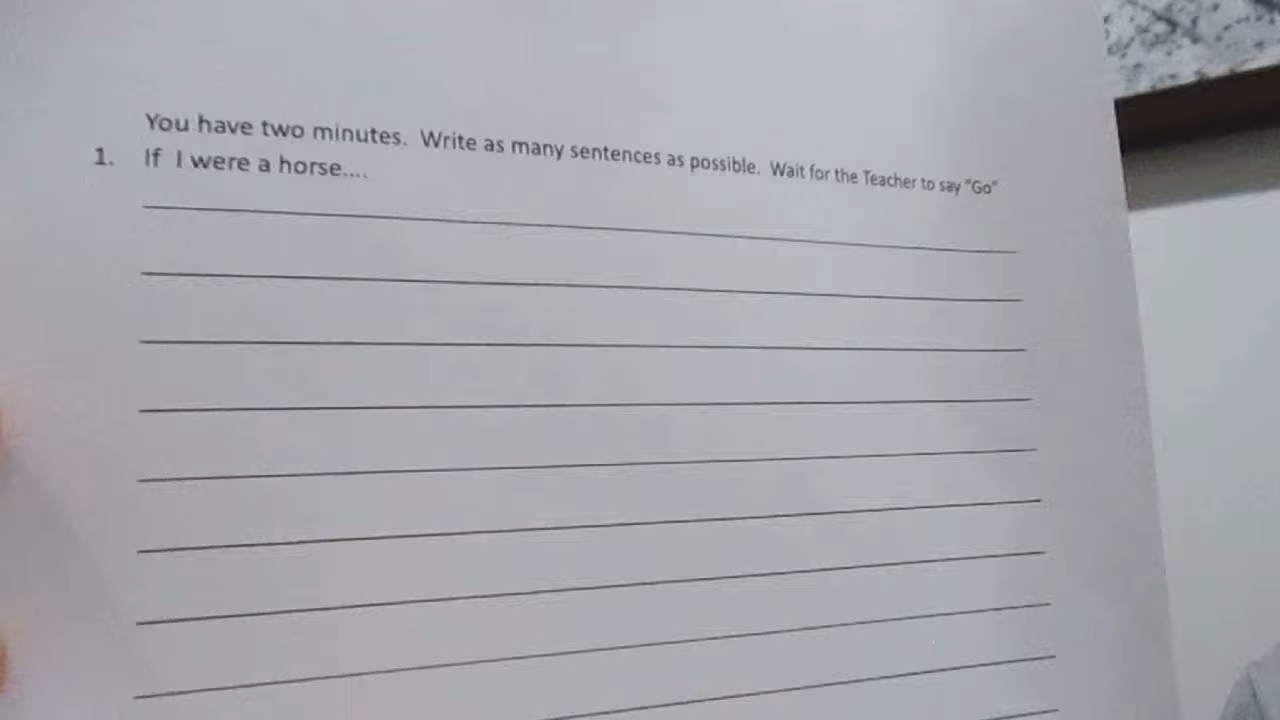 You have two minutes. Write as many sentences as possible. Wait for the Teacher to say "Go"
1. If I were a horse....